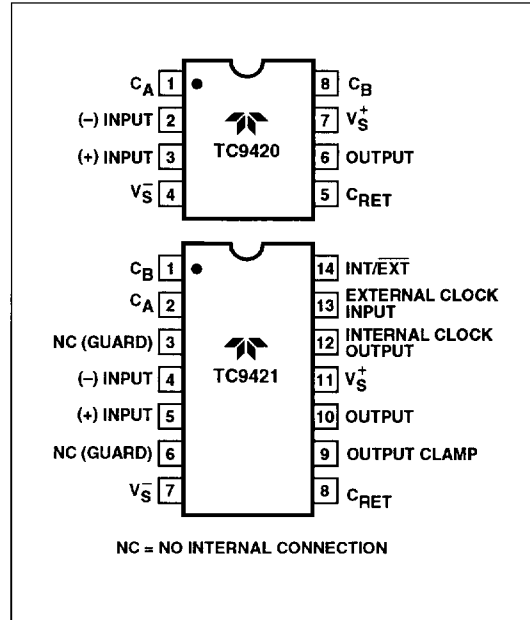 C_A 1 8 C_B
(–) INPUT 2 7 V_S^+
(+) INPUT 3 TC9420 6 OUTPUT
V_S^– 4 5 C_RET
C_B 1 14 INT/E̅X̅T̅
C_A 2 13 EXTERNAL CLOCK
INPUT
NC (GUARD) 3 12 INTERNAL CLOCK
OUTPUT
(–) INPUT 4 TC9421 11 V_S^+
(+) INPUT 5 10 OUTPUT
NC (GUARD) 6 9 OUTPUT CLAMP
V_S^– 7 8 C_RET
NC = NO INTERNAL CONNECTION